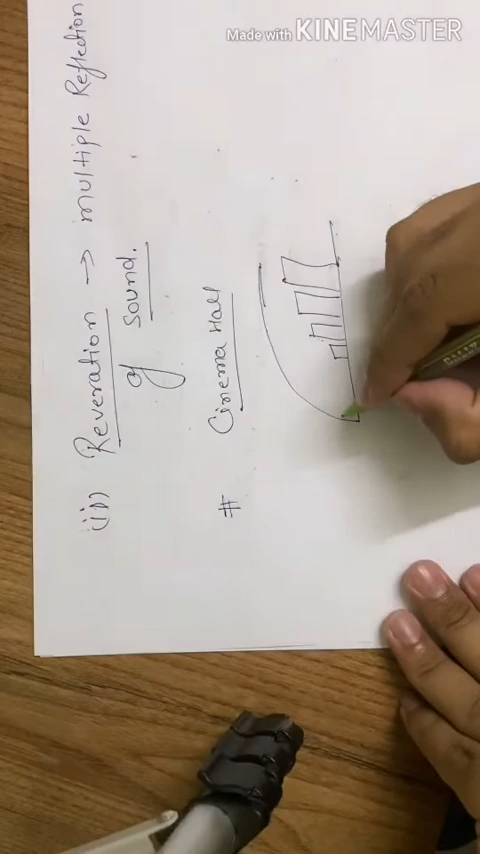 Made with KINEMASTER
(ii) Reveration → multiple Reflection
of sound.
# Cinema Hall